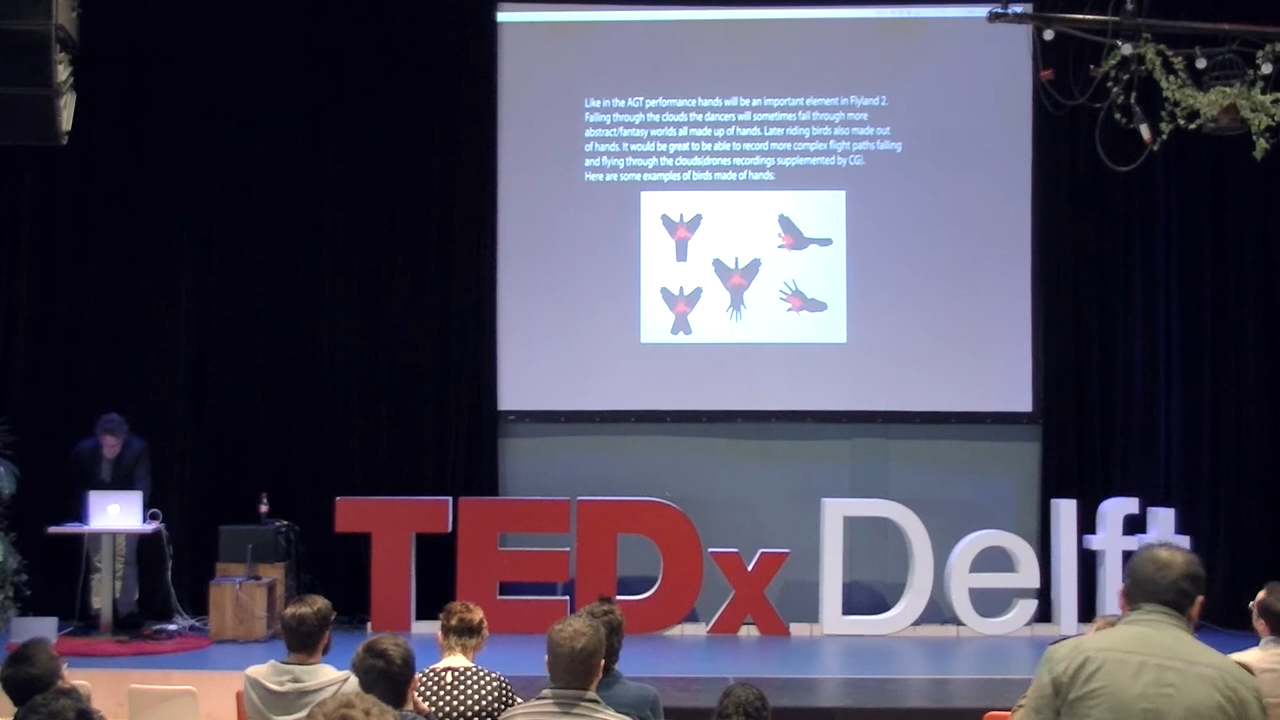 Like in the AGT performance hands will be an important element in Flyland 2.
Falling through the clouds the dancers will sometimes fall through more
abstract/fantasy worlds all made up of hands. Later riding birds also made out
of hands. It would be great to be able to record more complex flight paths falling
and flying through the clouds(drones recordings supplemented by CG).
Here are some examples of birds made of hands:
TEDxDelft